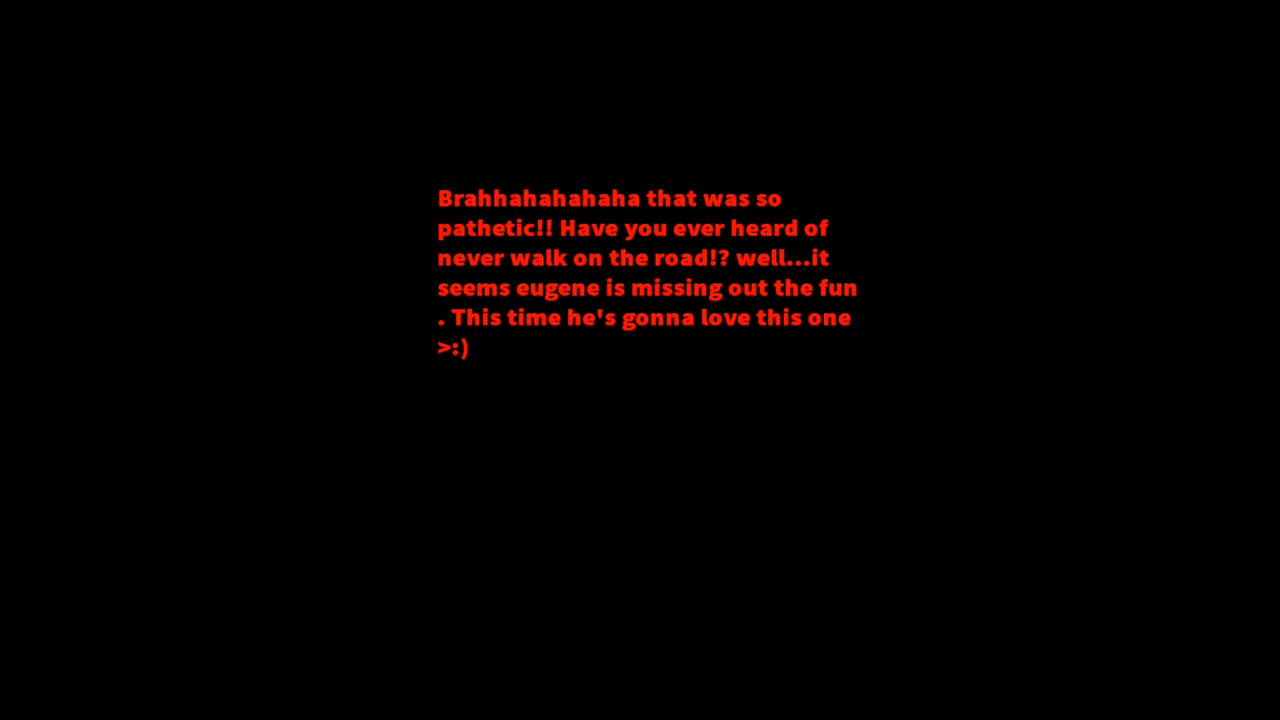 Brahhahahahaha that was so
pathetic!! Have you ever heard of
never walk on the road!? well...it
seems eugene is missing out the fun
. This time he's gonna love this one
>:)